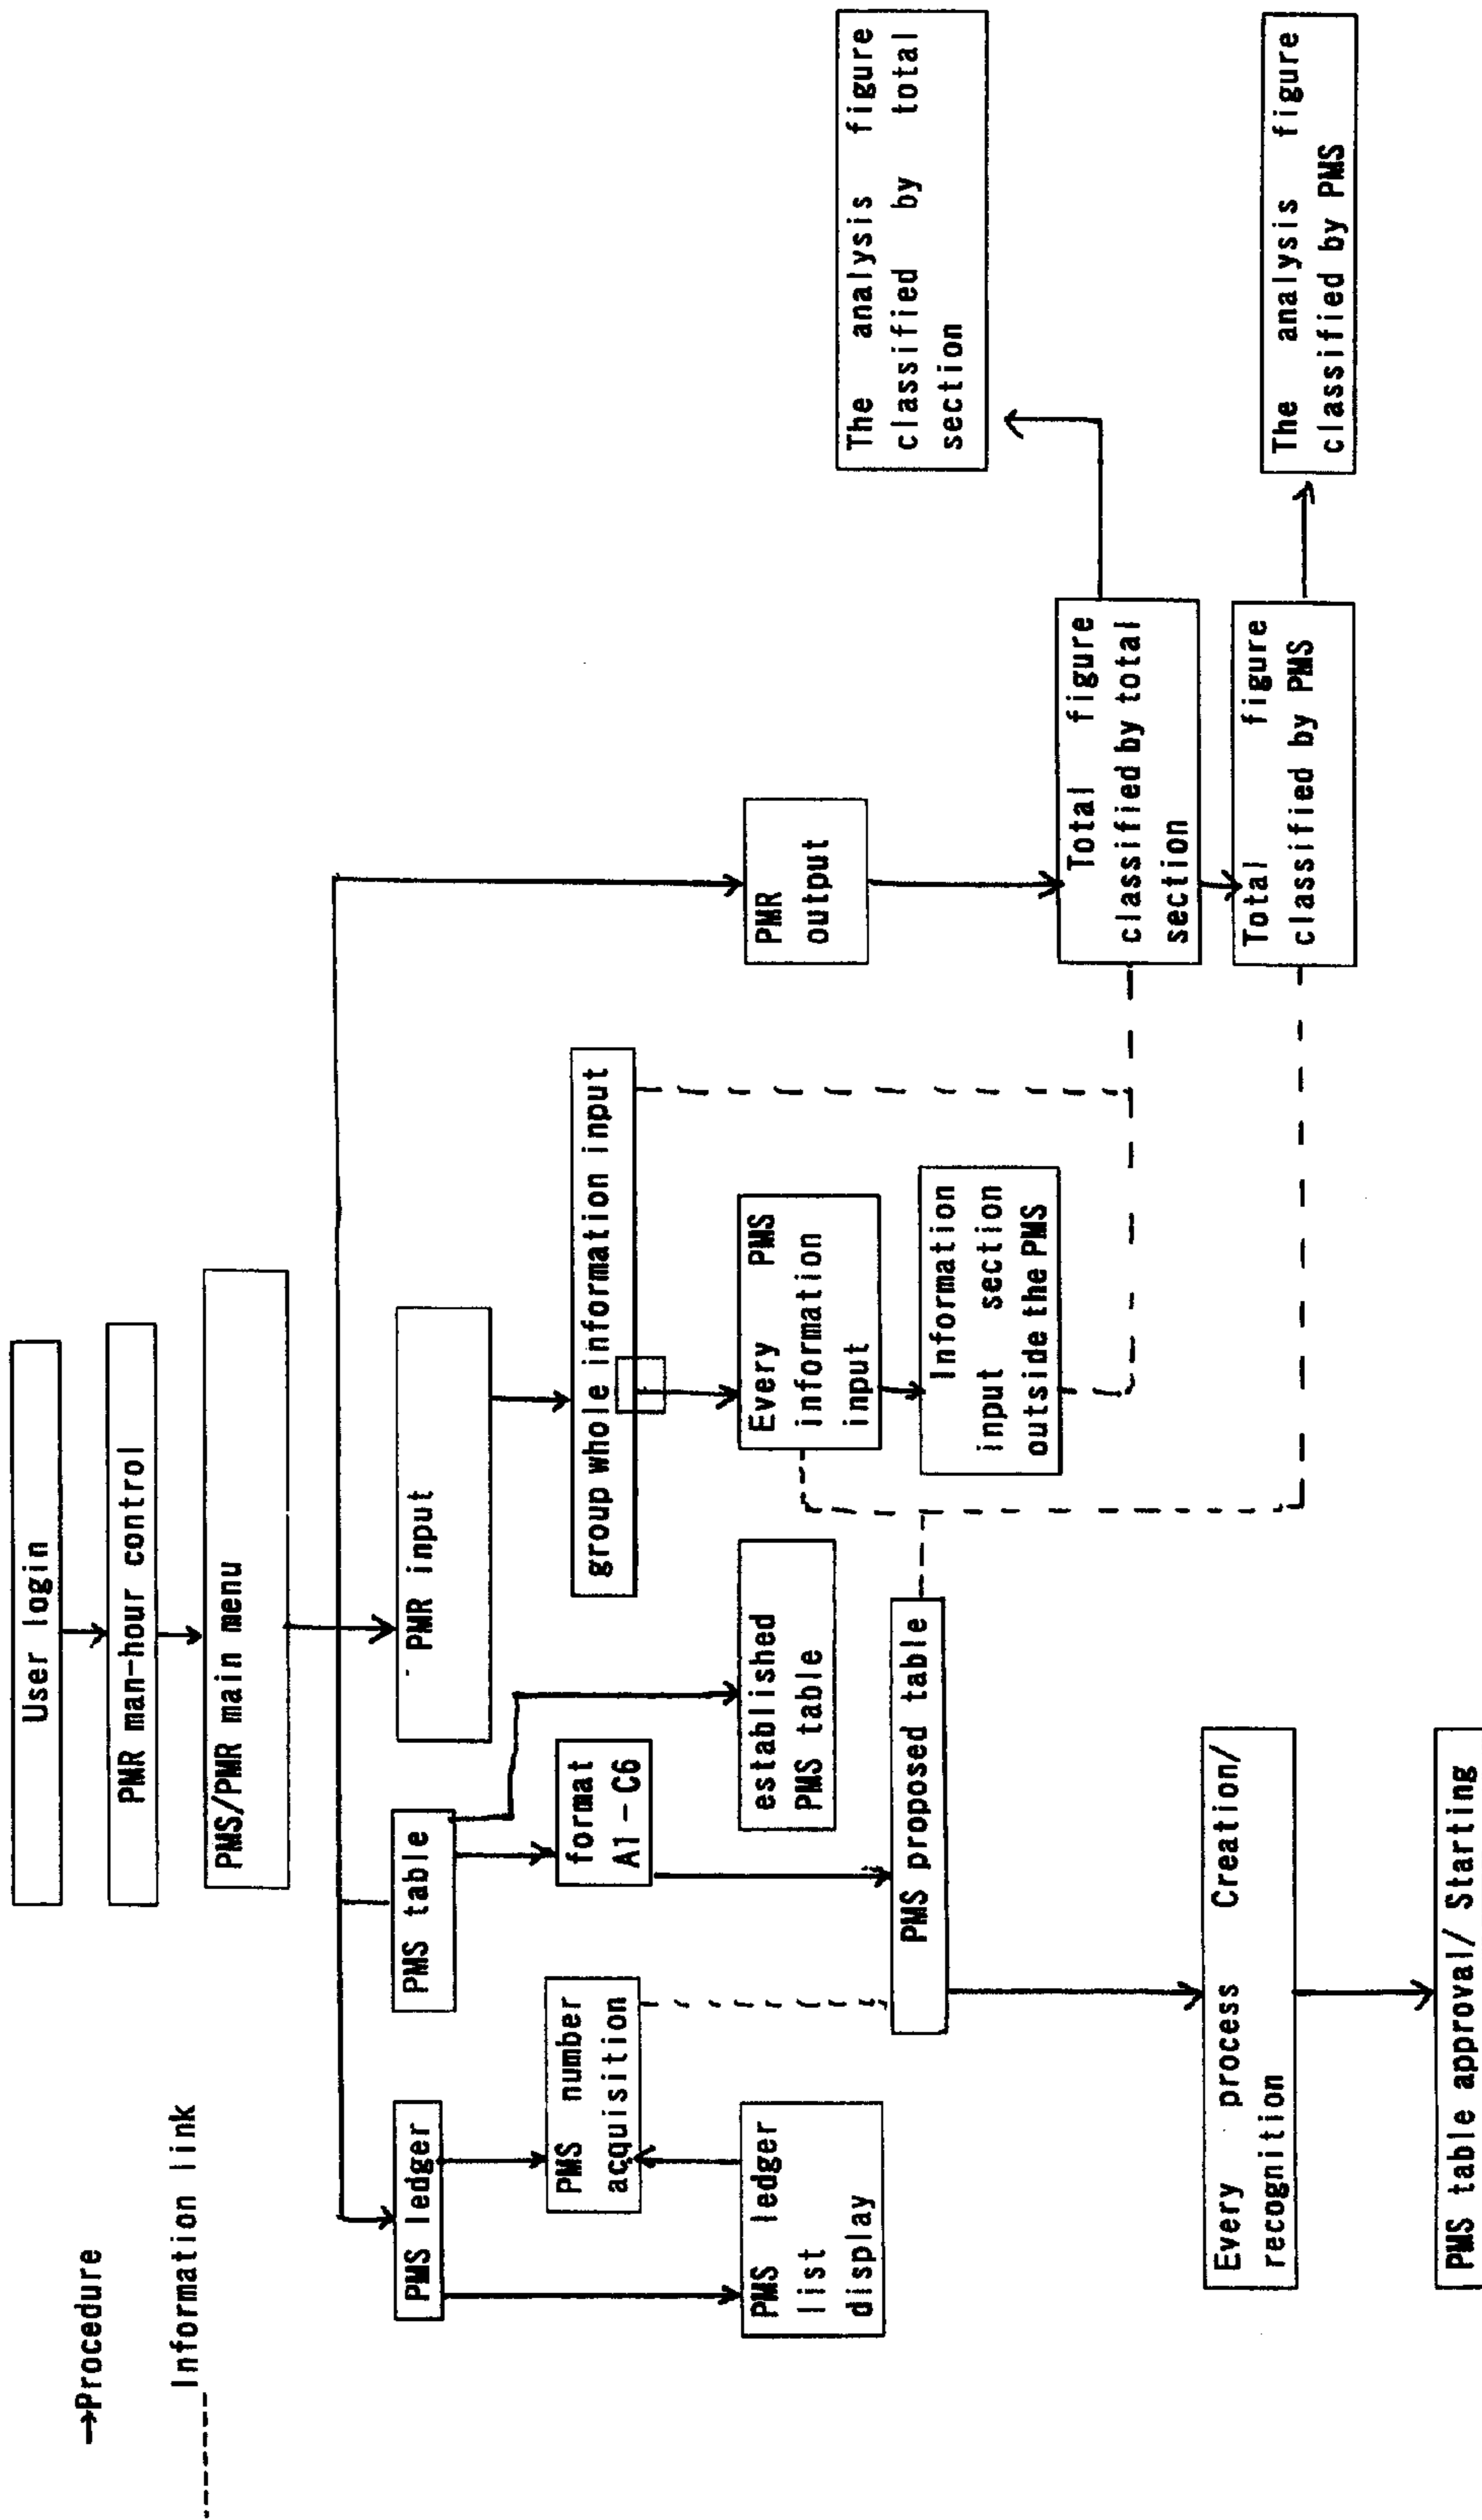 →Procedure
Information link
User login
PMR man-hour control
PMS/PMR main menu
PMS ledger
PMS table
PMR input
PMS number
acquisition
format
A1-C6
group whole information input
PMS ledger
list
display
established
PMS table
Every PMS
information
input
PMR
output
The analysis figure
classified by total
section
PMS proposed table
Information
input section
outside the PMS
Total figure
classified by total
section
Every process Creation/
recognition
Total figure
classified by PMS
The analysis figure
classified by PMS
PMS table approval/ Starting